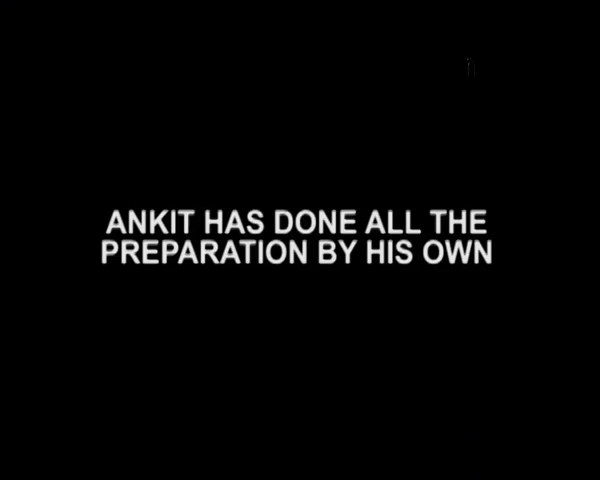 ANKIT HAS DONE ALL THE
PREPARATION BY HIS OWN